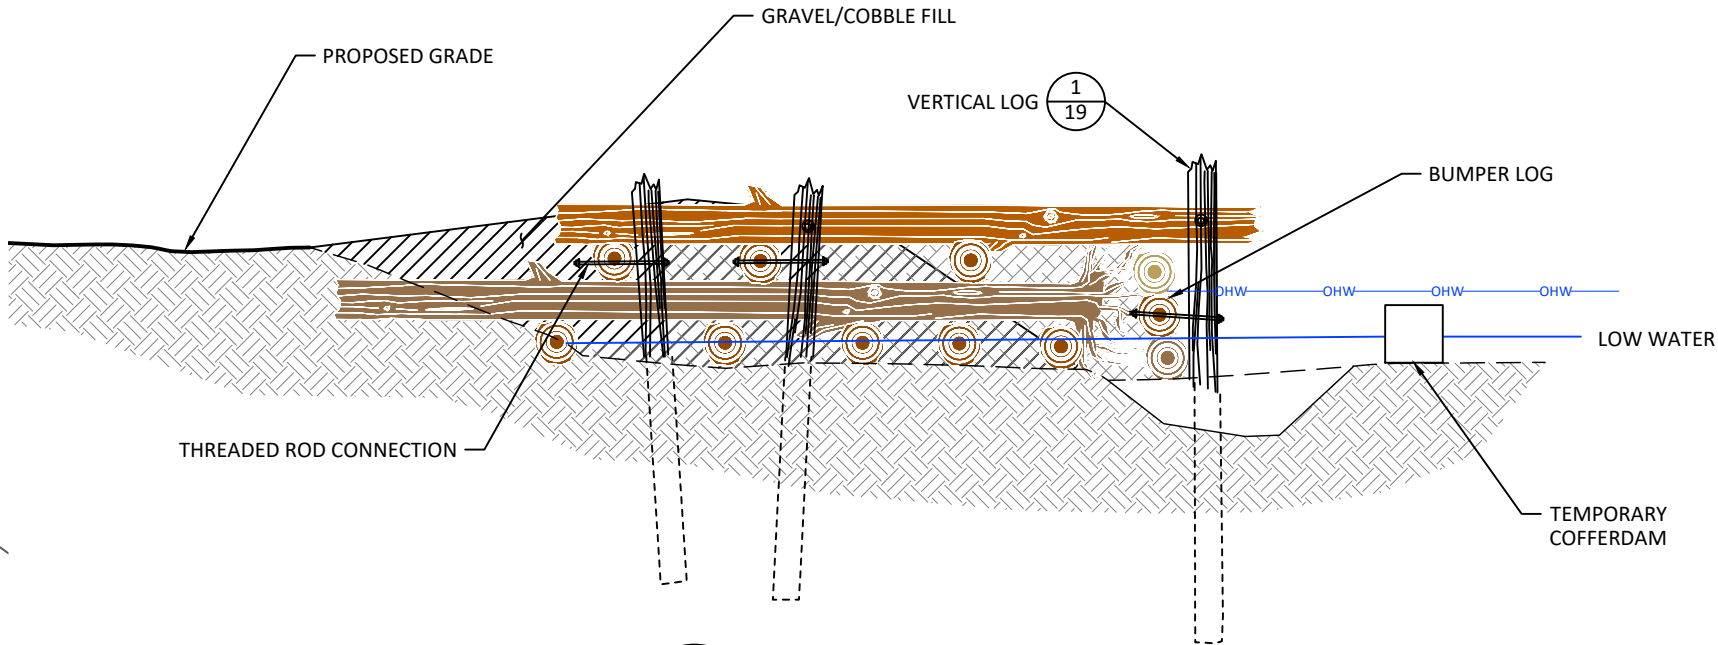 GRAVEL/COBBLE FILL
PROPOSED GRADE
VERTICAL LOG
1
19
BUMPER LOG
OHW OHW OHW OHW
LOW WATER
THREADED ROD CONNECTION
TEMPORARY
COFFERDAM